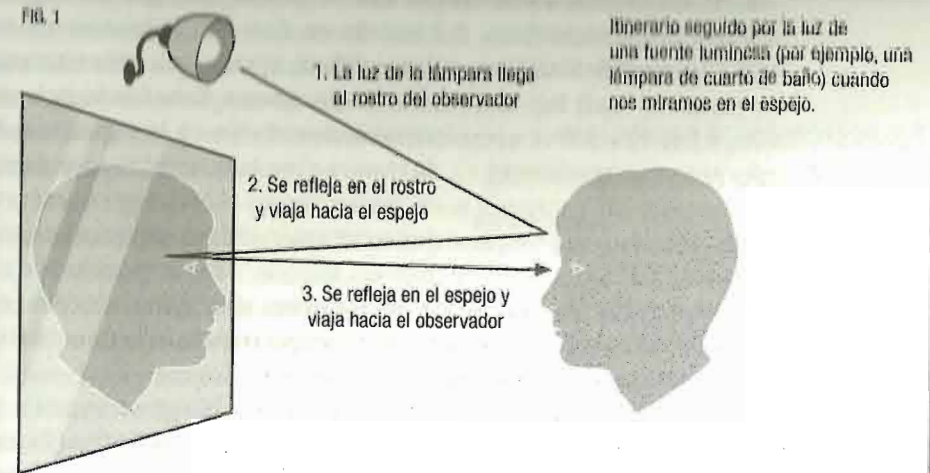 FIG. 1
Itinerario seguido por la luz de
una fuente luminosa (por ejemplo, una
lámpara de cuarto de baño) cuando
nos miramos en el espejo.
1. La luz de la lámpara llega
al rostro del observador
2. Se refleja en el rostro
y viaja hacia el espejo
3. Se refleja en el espejo y
viaja hacia el observador